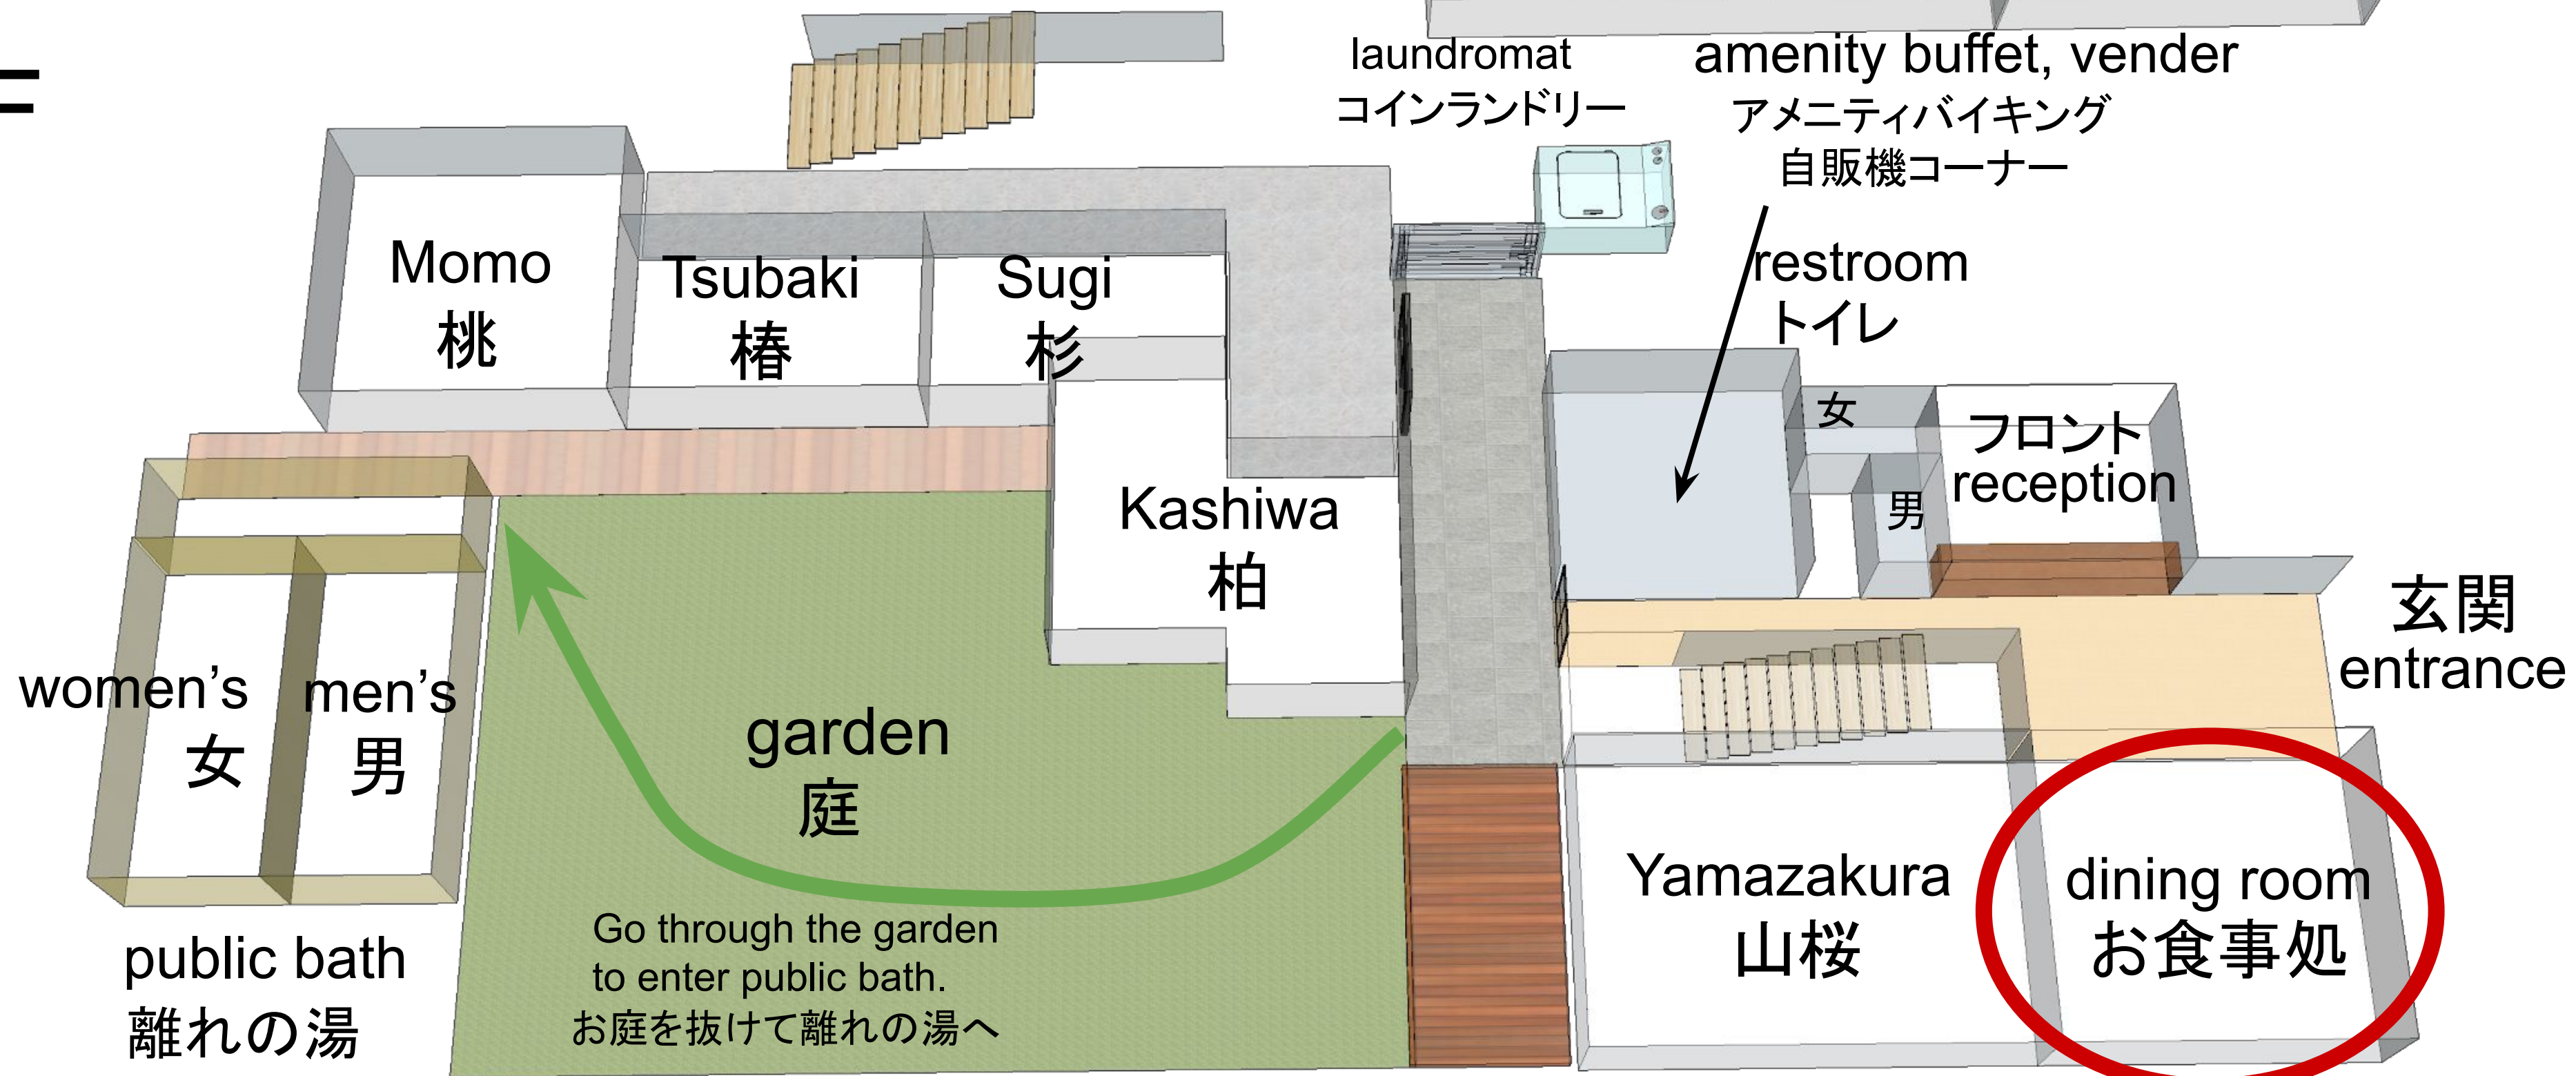 laundromat
コインランドリー
amenity buffet, vender
アメニティバイキング
自販機コーナー
restroom
トイレ
Momo
桃
Tsubaki
椿
Sugi
杉
Kashiwa
柏
女
男
フロント
reception
玄関
entrance
women's
女
men's
男
garden
庭
Go through the garden
to enter public bath.
お庭を抜けて離れの湯へ
public bath
離れの湯
Yamazakura
山桜
dining room
お食事処